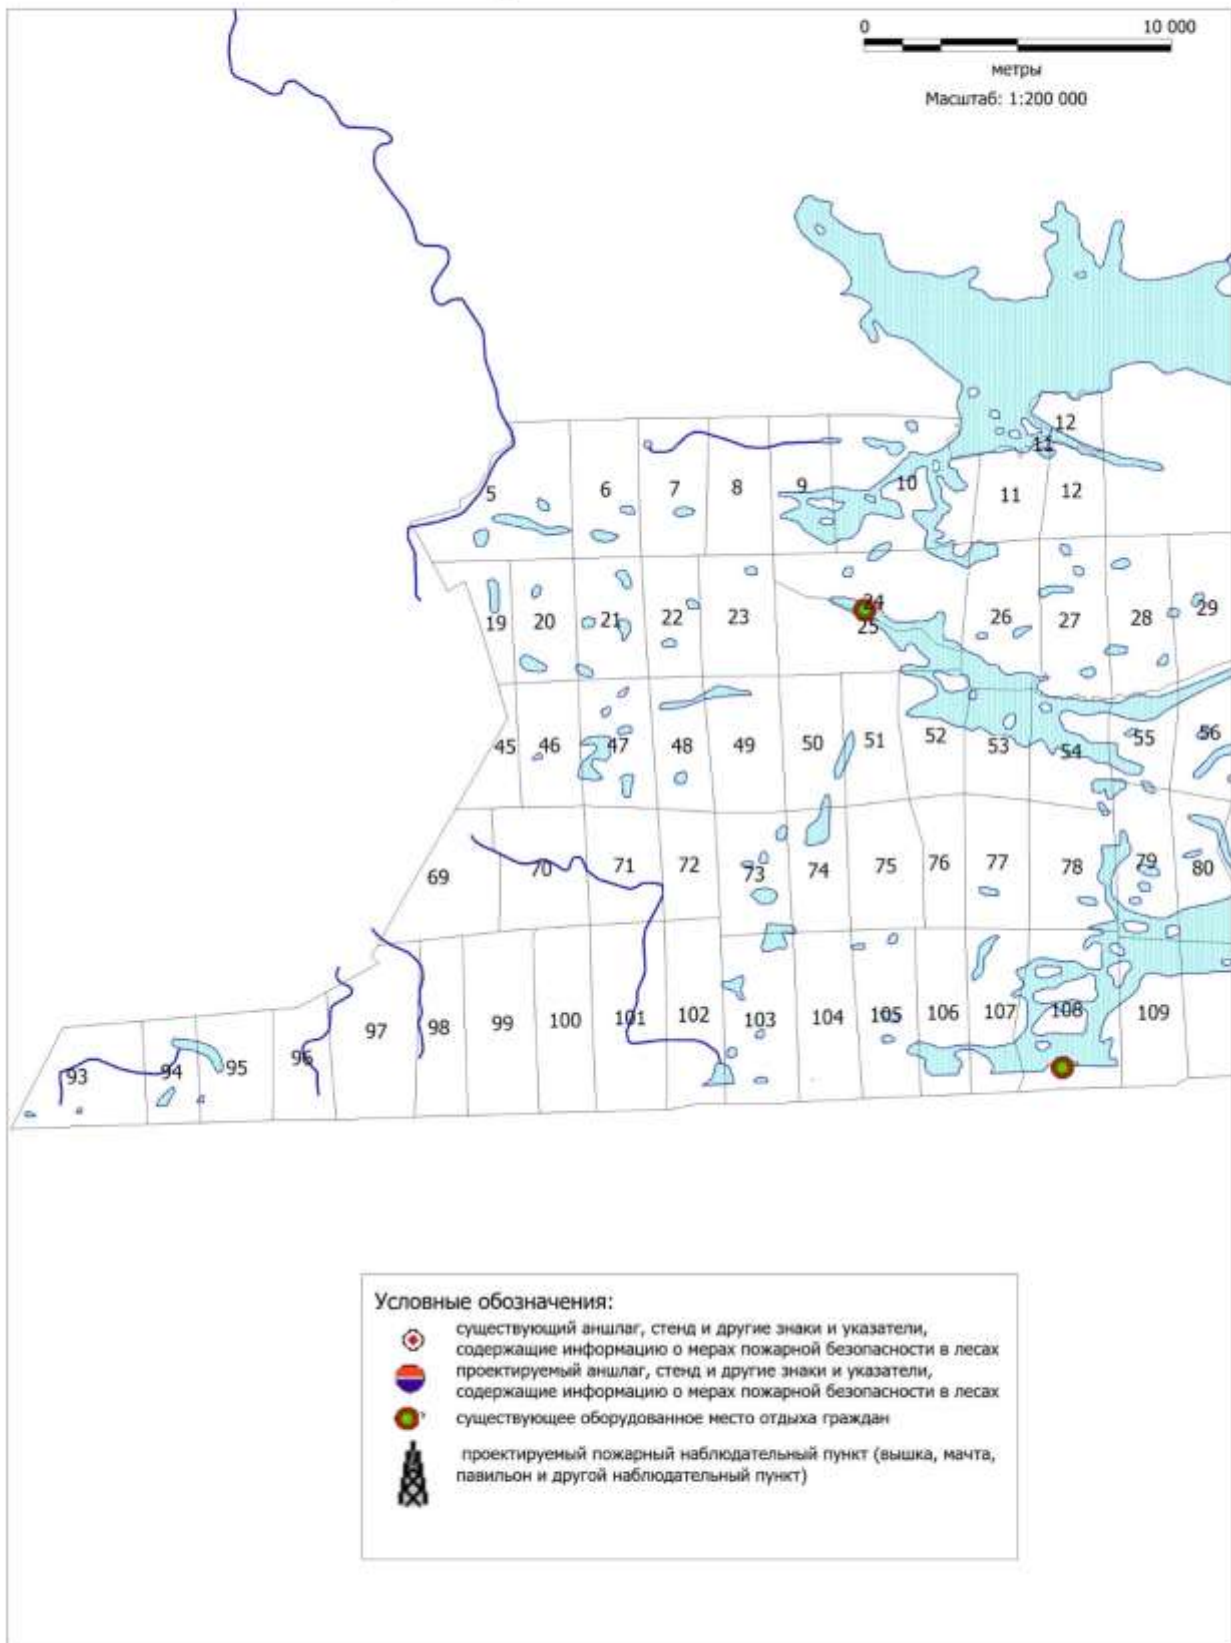 0 10 000
метры
Масштаб: 1:200 000
12
11
5 6 7 8 9 10 11 12
19 20 21 22 23 24 25 26 27 28 29
45 46 47 48 49 50 51 52 53 54 55 56
69 70 71 72 73 74 75 76 77 78 79 80
93 94 95 96 97 98 99 100 101 102 103 104 105 106 107 108 109
Условные обозначения:
существующий аншлаг, стенд и другие знаки и указатели,
содержащие информацию о мерах пожарной безопасности в лесах
проектируемый аншлаг, стенд и другие знаки и указатели,
содержащие информацию о мерах пожарной безопасности в лесах
существующее оборудованное место отдыха граждан
проектируемый пожарный наблюдательный пункт (вышка, мачта,
павильон и другой наблюдательный пункт)